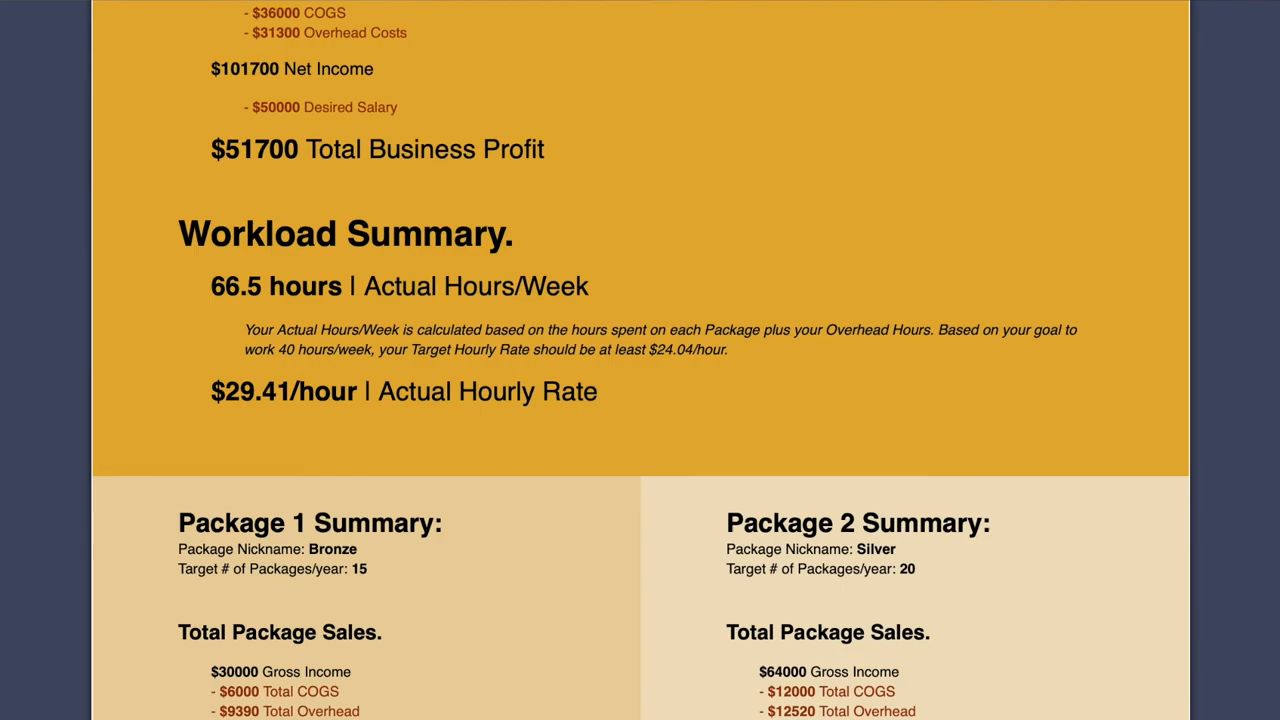 - $36000 COGS
- $31300 Overhead Costs
$101700 Net Income
- $50000 Desired Salary
$51700 Total Business Profit
Workload Summary.
66.5 hours | Actual Hours/Week
Your Actual Hours/Week is calculated based on the hours spent on each Package plus your Overhead Hours. Based on your goal to
work 40 hours/week, your Target Hourly Rate should be at least $24.04/hour.
$29.41/hour | Actual Hourly Rate
Package 1 Summary:
Package Nickname: Bronze
Target # of Packages/year: 15
Total Package Sales.
$30000 Gross Income
- $6000 Total COGS
- $9390 Total Overhead
Package 2 Summary:
Package Nickname: Silver
Target # of Packages/year: 20
Total Package Sales.
$64000 Gross Income
- $12000 Total COGS
- $12520 Total Overhead